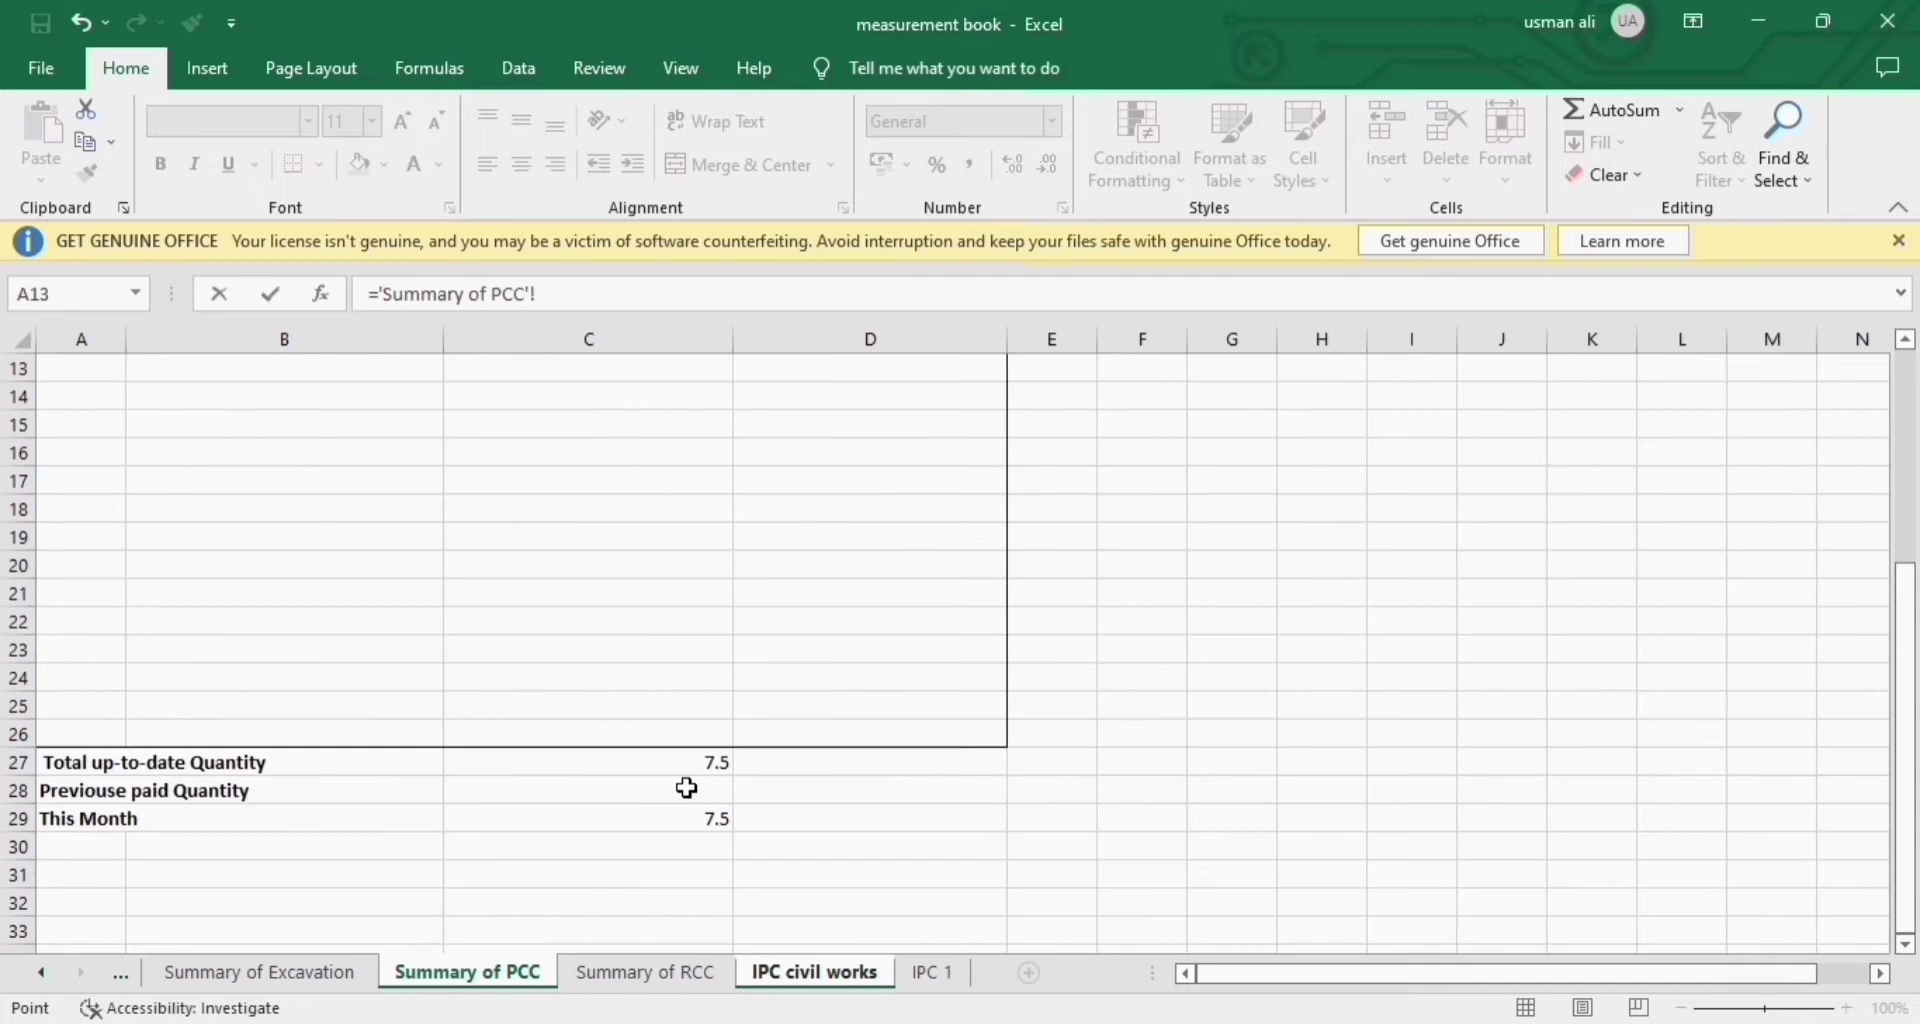 measurement book - Excel
usman ali UA
File Home Insert Page Layout Formulas Data Review View Help Tell me what you want to do
Paste
Clipboard
11
B I U
Font
Wrap Text
Merge & Center
Alignment
General
% ,
Number
Conditional Formatting
Format as Table
Cell Styles
Styles
Insert Delete Format
Cells
AutoSum
Fill
Clear
Sort & Filter
Find & Select
Editing
GET GENUINE OFFICE Your license isn't genuine, and you may be a victim of software counterfeiting. Avoid interruption and keep your files safe with genuine Office today. Get genuine Office Learn more
A13 fx ='Summary of PCC'!
A B C D E F G H I J K L M N
13
14
15
16
17
18
19
20
21
22
23
24
25
26
27 Total up-to-date Quantity 7.5
28 Previouse paid Quantity
29 This Month 7.5
30
31
32
33
... Summary of Excavation Summary of PCC Summary of RCC IPC civil works IPC 1
Point Accessibility: Investigate 100%